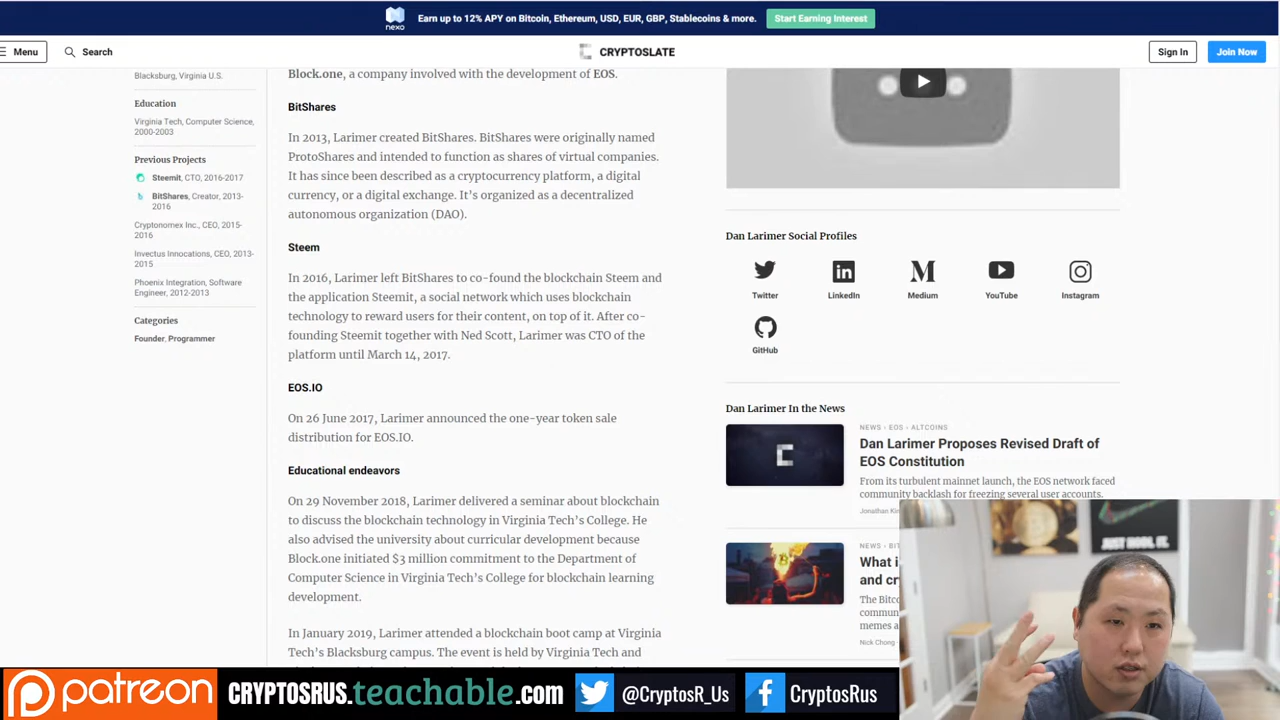 nexo
Earn up to 12% APY on Bitcoin, Ethereum, USD, EUR, GBP, Stablecoins & more.
Start Earning Interest
Menu
Search
CRYPTOSLATE
Sign In
Join Now
Blacksburg, Virginia U.S.
Education
Virginia Tech, Computer Science,
2000-2003
Previous Projects
Steemit, CTO, 2016-2017
BitShares, Creator, 2013-
2016
Cryptonomex Inc., CEO, 2015-
2016
Invectus Innocations, CEO, 2013-
2015
Phoenix Integration, Software
Engineer, 2012-2013
Categories
Founder, Programmer
Block.one, a company involved with the development of EOS.
BitShares
In 2013, Larimer created BitShares. BitShares were originally named
ProtoShares and intended to function as shares of virtual companies.
It has since been described as a cryptocurrency platform, a digital
currency, or a digital exchange. It's organized as a decentralized
autonomous organization (DAO).
Steem
In 2016, Larimer left BitShares to co-found the blockchain Steem and
the application Steemit, a social network which uses blockchain
technology to reward users for their content, on top of it. After co-
founding Steemit together with Ned Scott, Larimer was CTO of the
platform until March 14, 2017.
EOS.IO
On 26 June 2017, Larimer announced the one-year token sale
distribution for EOS.IO.
Educational endeavors
On 29 November 2018, Larimer delivered a seminar about blockchain
to discuss the blockchain technology in Virginia Tech's College. He
also advised the university about curricular development because
Block.one initiated $3 million commitment to the Department of
Computer Science in Virginia Tech's College for blockchain learning
development.
In January 2019, Larimer attended a blockchain boot camp at Virginia
Tech's Blacksburg campus. The event is held by Virginia Tech and
Dan Larimer Social Profiles
Twitter
LinkedIn
Medium
YouTube
Instagram
GitHub
Dan Larimer In the News
NEWS › EOS › ALTCOINS
Dan Larimer Proposes Revised Draft of
EOS Constitution
From its turbulent mainnet launch, the EOS network faced
community backlash for freezing several user accounts.
Jonathan
NEWS ›
What
and
The
commun
memes
Nick Chong
JUST HODL IT.
patreon
CRYPTOSRUS.teachable.com
@CryptosR_Us
CryptosRus